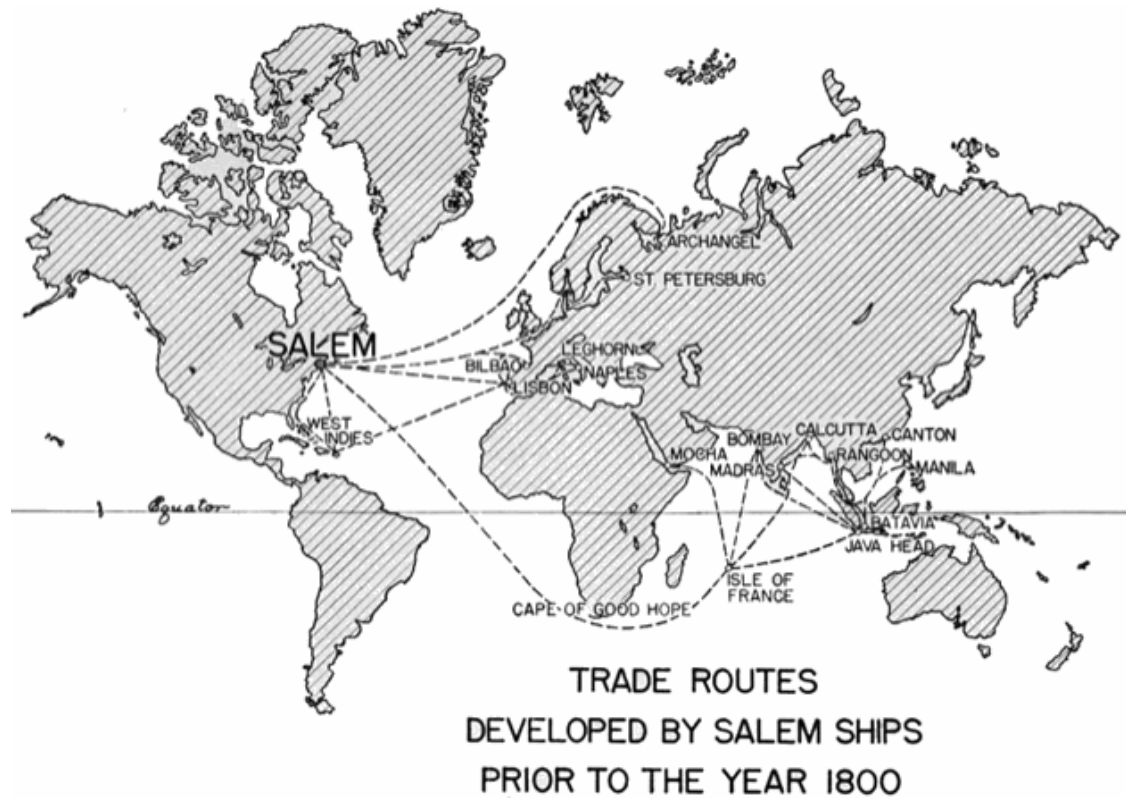 ARCHANGEL
ST. PETERSBURG
SALEM
LEGHORN
BILBAO
NAPLES
LISBON
WEST
INDIES
CALCUTTA
BOMBAY
CANTON
MOCHA
RANGOON
MADRAS
MANILA
Equator
BATAVIA
JAVA HEAD
ISLE OF
FRANCE
CAPE OF GOOD HOPE
TRADE ROUTES
DEVELOPED BY SALEM SHIPS
PRIOR TO THE YEAR 1800